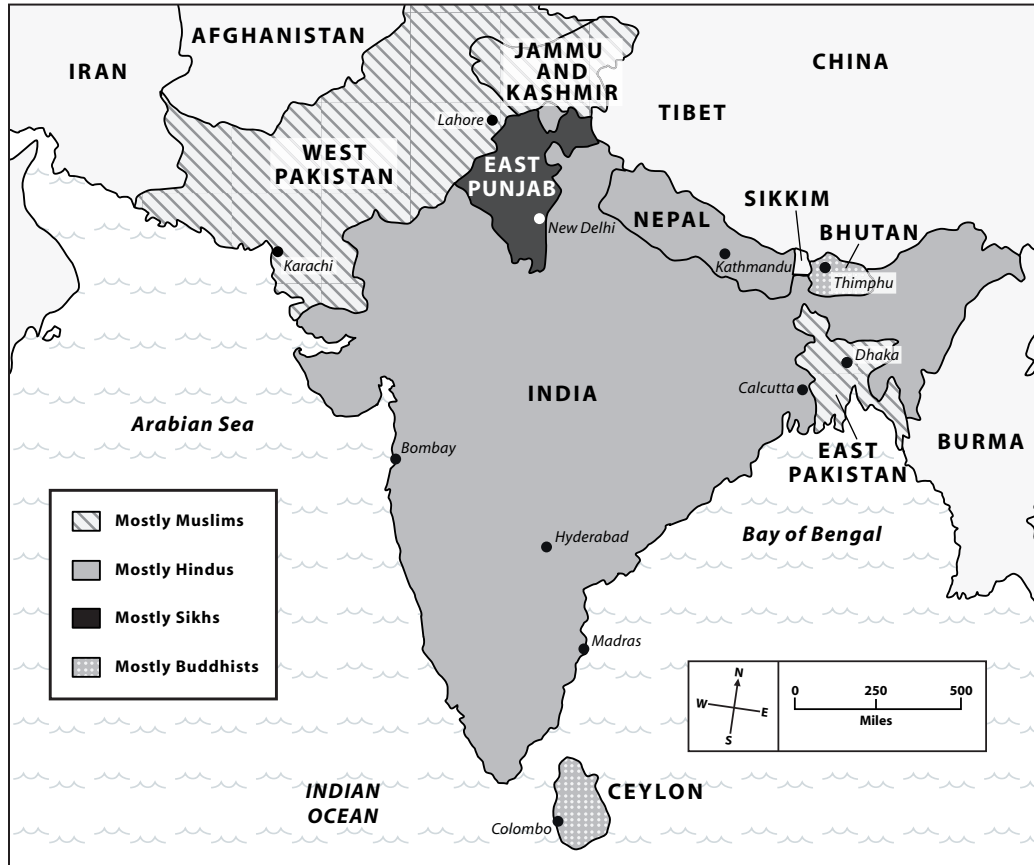 AFGHANISTAN
IRAN
JAMMU
AND
KASHMIR
CHINA
TIBET
Lahore
WEST
PAKISTAN
EAST
PUNJAB
New Delhi
NEPAL
SIKKIM
BHUTAN
Karachi
Kathmandu
Thimphu
Dhaka
INDIA
Calcutta
Arabian Sea
Bombay
EAST
PAKISTAN
BURMA
Mostly Muslims
Mostly Hindus
Mostly Sikhs
Mostly Buddhists
Hyderabad
Bay of Bengal
Madras
N
W
E
S
0 250 500
Miles
INDIAN
OCEAN
CEYLON
Colombo